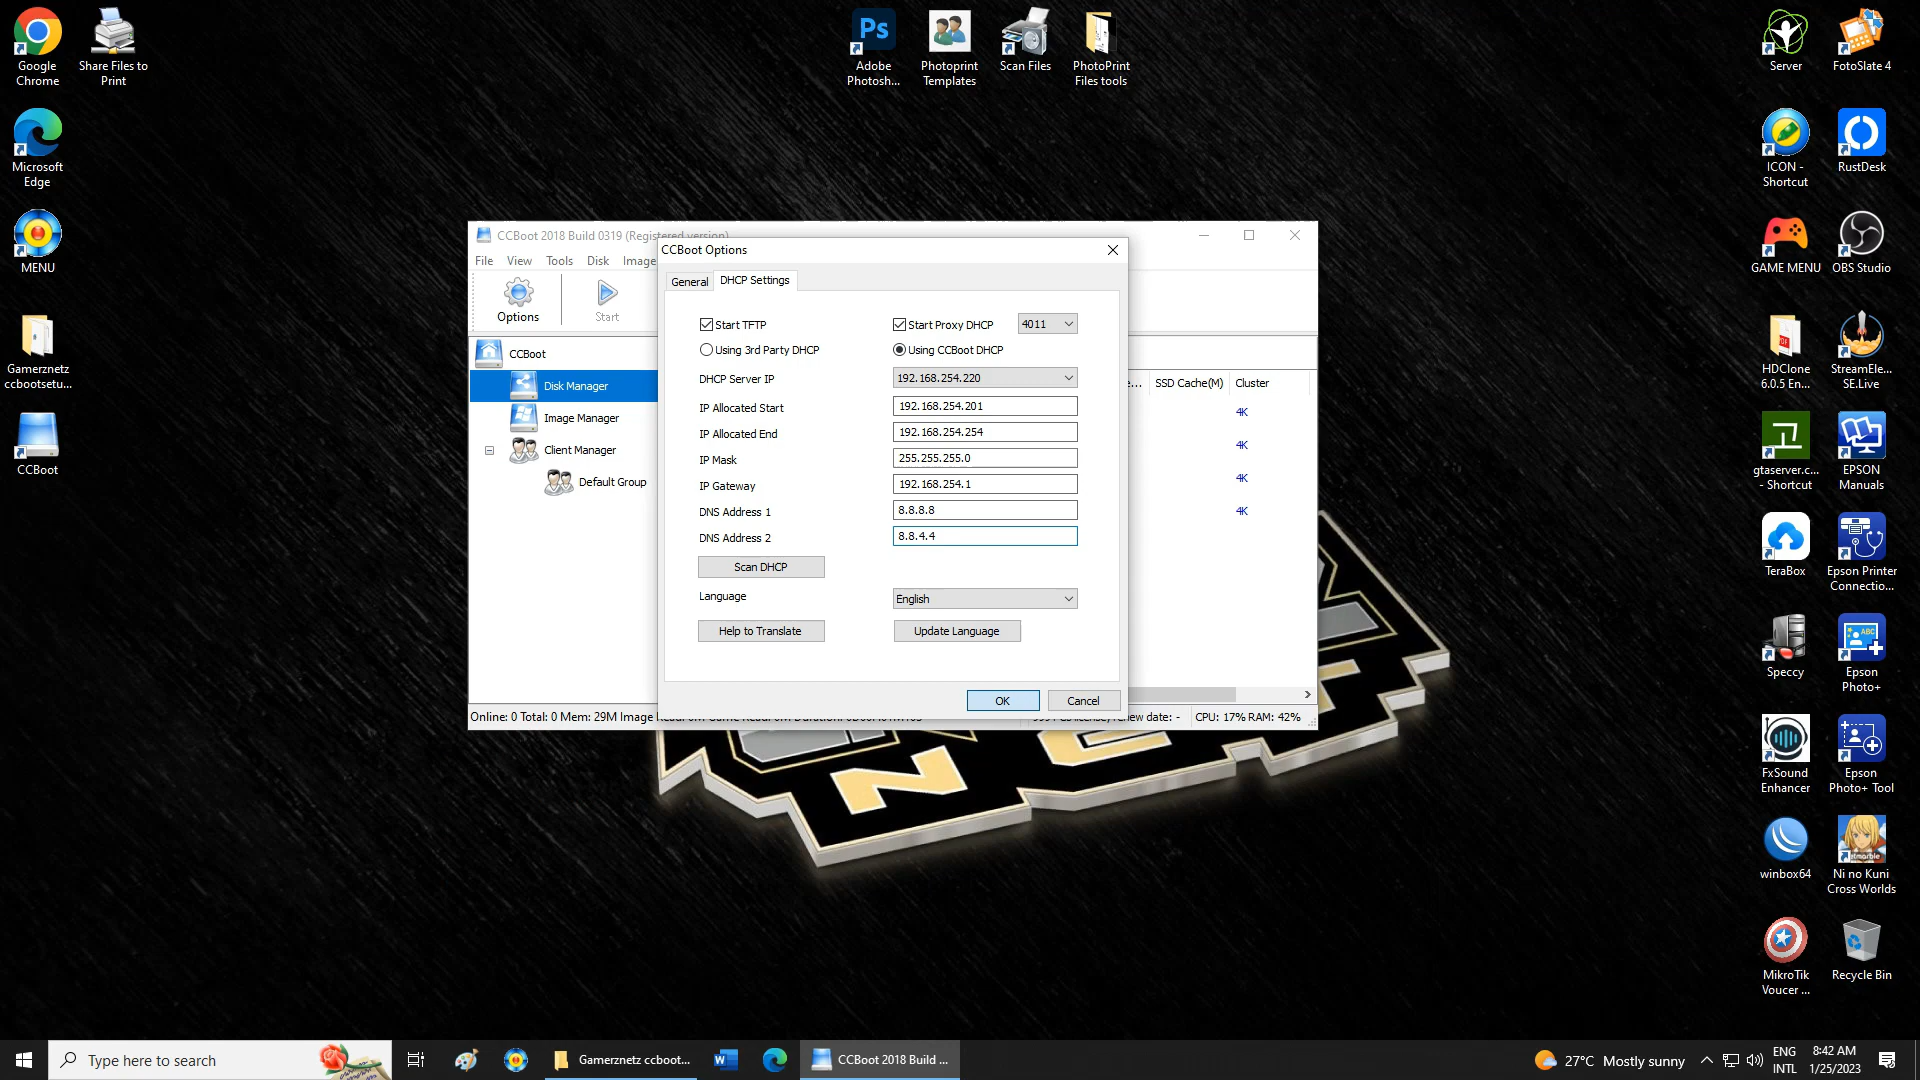 Google
Chrome
Share Files to
Print
Microsoft
Edge
MENU
Gamerznetz
ccbootsetu...
CCBoot
Ps
Adobe
Photosh...
Photoprint
Templates
Scan Files
PhotoPrint
Files tools
Server
FotoSlate 4
ICON -
Shortcut
RustDesk
GAME MENU
OBS Studio
HDClone
6.0.5 En...
StreamEle...
SE.Live
gtaserver.c...
- Shortcut
EPSON
Manuals
TeraBox
Epson Printer
Connectio...
Speccy
Epson
Photo+
FxSound
Enhancer
Epson
Photo+ Tool
winbox64
Ni no Kuni
Cross Worlds
MikroTik
Voucer ...
Recycle Bin
CCBoot 2018 Build 0319 (Registered version)
File View Tools Disk Image
Options
Start
CCBoot
Disk Manager
Image Manager
Client Manager
Default Group
e... SSD Cache(M) Cluster
4K
4K
4K
4K
CCBoot Options
General DHCP Settings
Start TFTP
Start Proxy DHCP 4011
Using 3rd Party DHCP
Using CCBoot DHCP
DHCP Server IP 192.168.254.220
IP Allocated Start 192.168.254.201
IP Allocated End 192.168.254.254
IP Mask 255.255.255.0
IP Gateway 192.168.254.1
DNS Address 1 8.8.8.8
DNS Address 2 8.8.4.4
Scan DHCP
Language English
Help to Translate
Update Language
OK Cancel
Online: 0 Total: 0 Mem: 29M Image
renew date: - CPU: 17% RAM: 42%
Type here to search
Gamerznetz ccboot...
CCBoot 2018 Build ...
27°C Mostly sunny
ENG
INTL
8:42 AM
1/25/2023